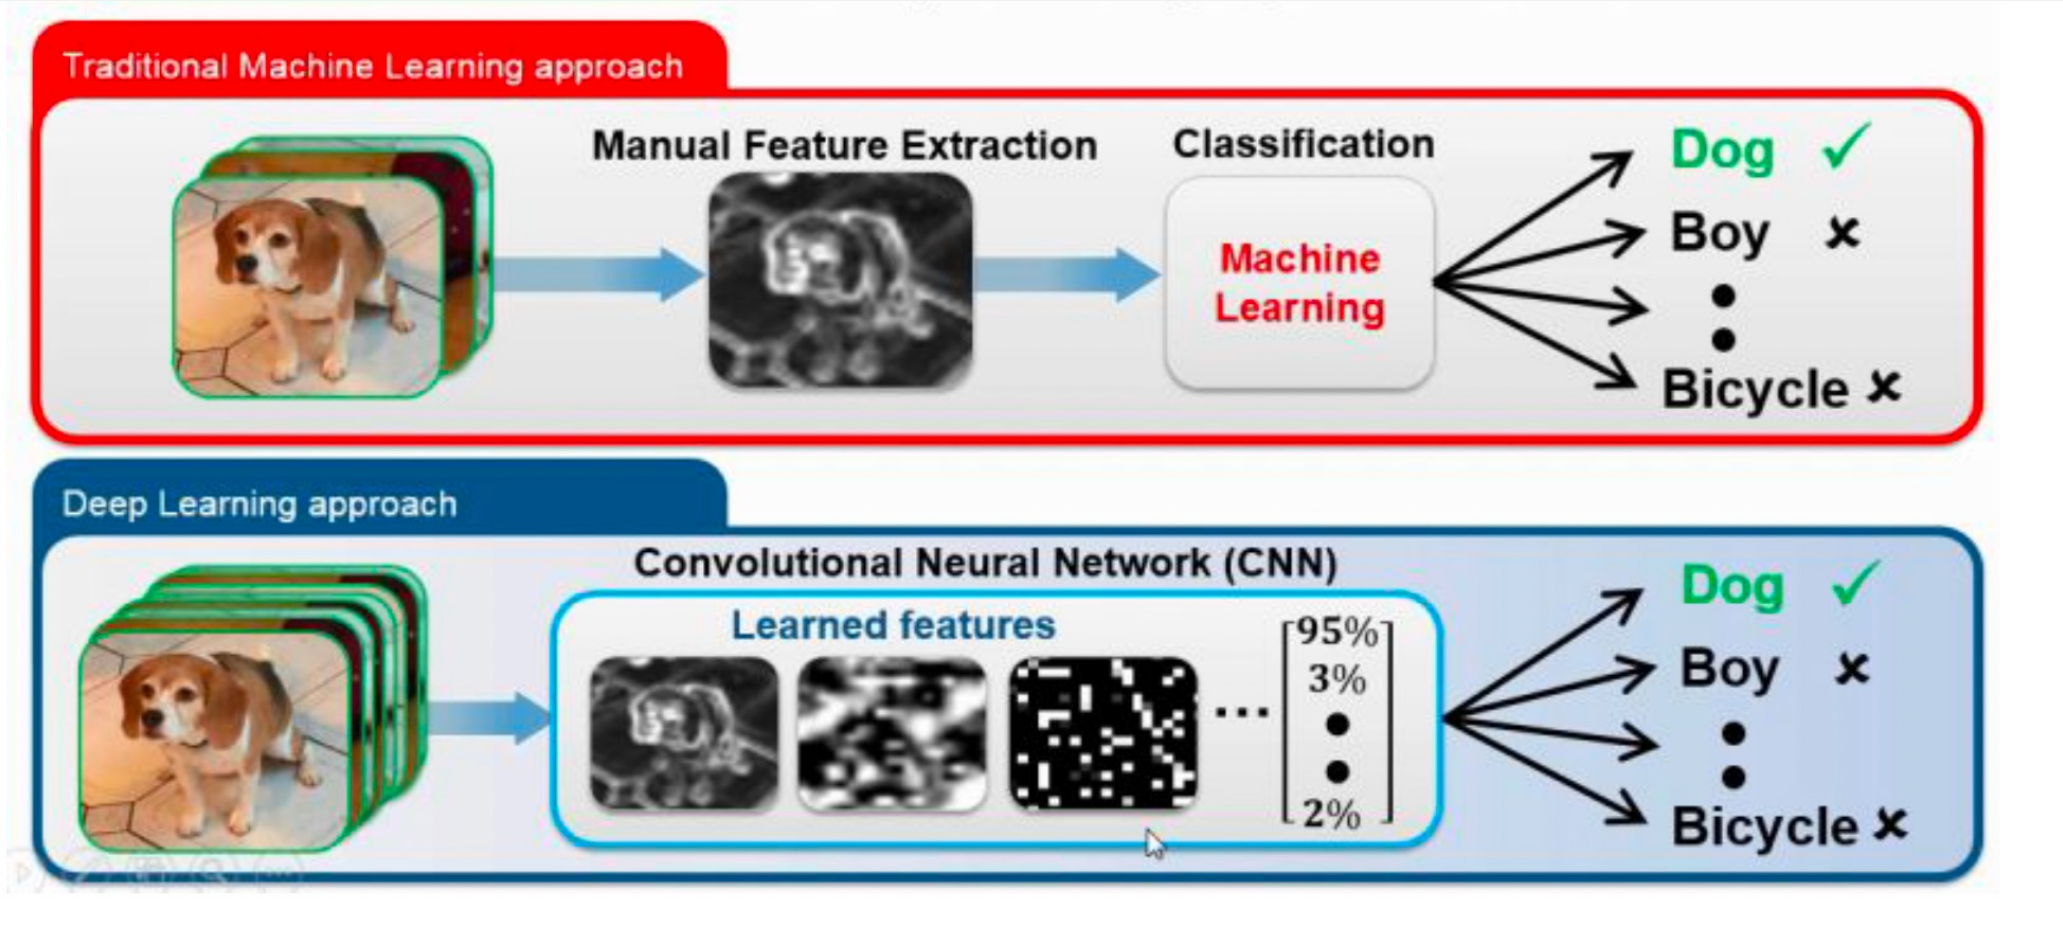 Traditional Machine Learning approach
Manual Feature Extraction
Classification
Machine
Learning
Dog ✓
Boy ✘
Bicycle ✘
Deep Learning approach
Convolutional Neural Network (CNN)
Learned features
...
95%
3%
2%
Dog ✓
Boy ✘
Bicycle ✘